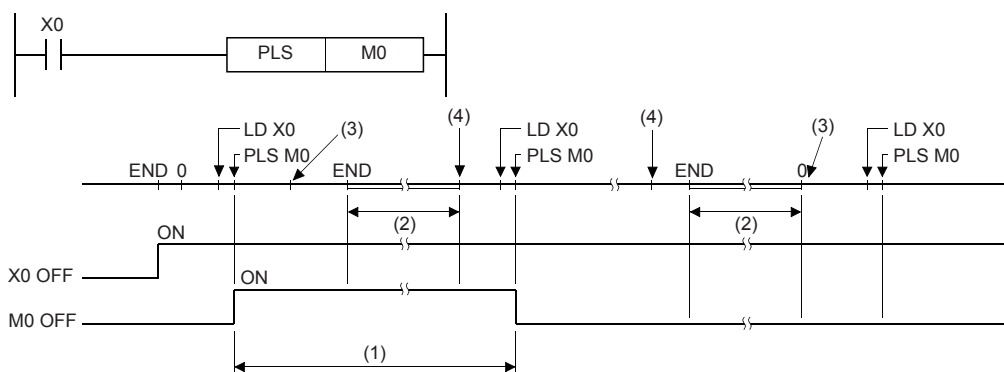 X0
PLS M0
(4) (4)
LD X0 (3) LD X0 (3) LD X0
PLS M0 PLS M0 PLS M0
END 0 END END 0
(2) (2)
ON
X0 OFF
ON
M0 OFF
(1)